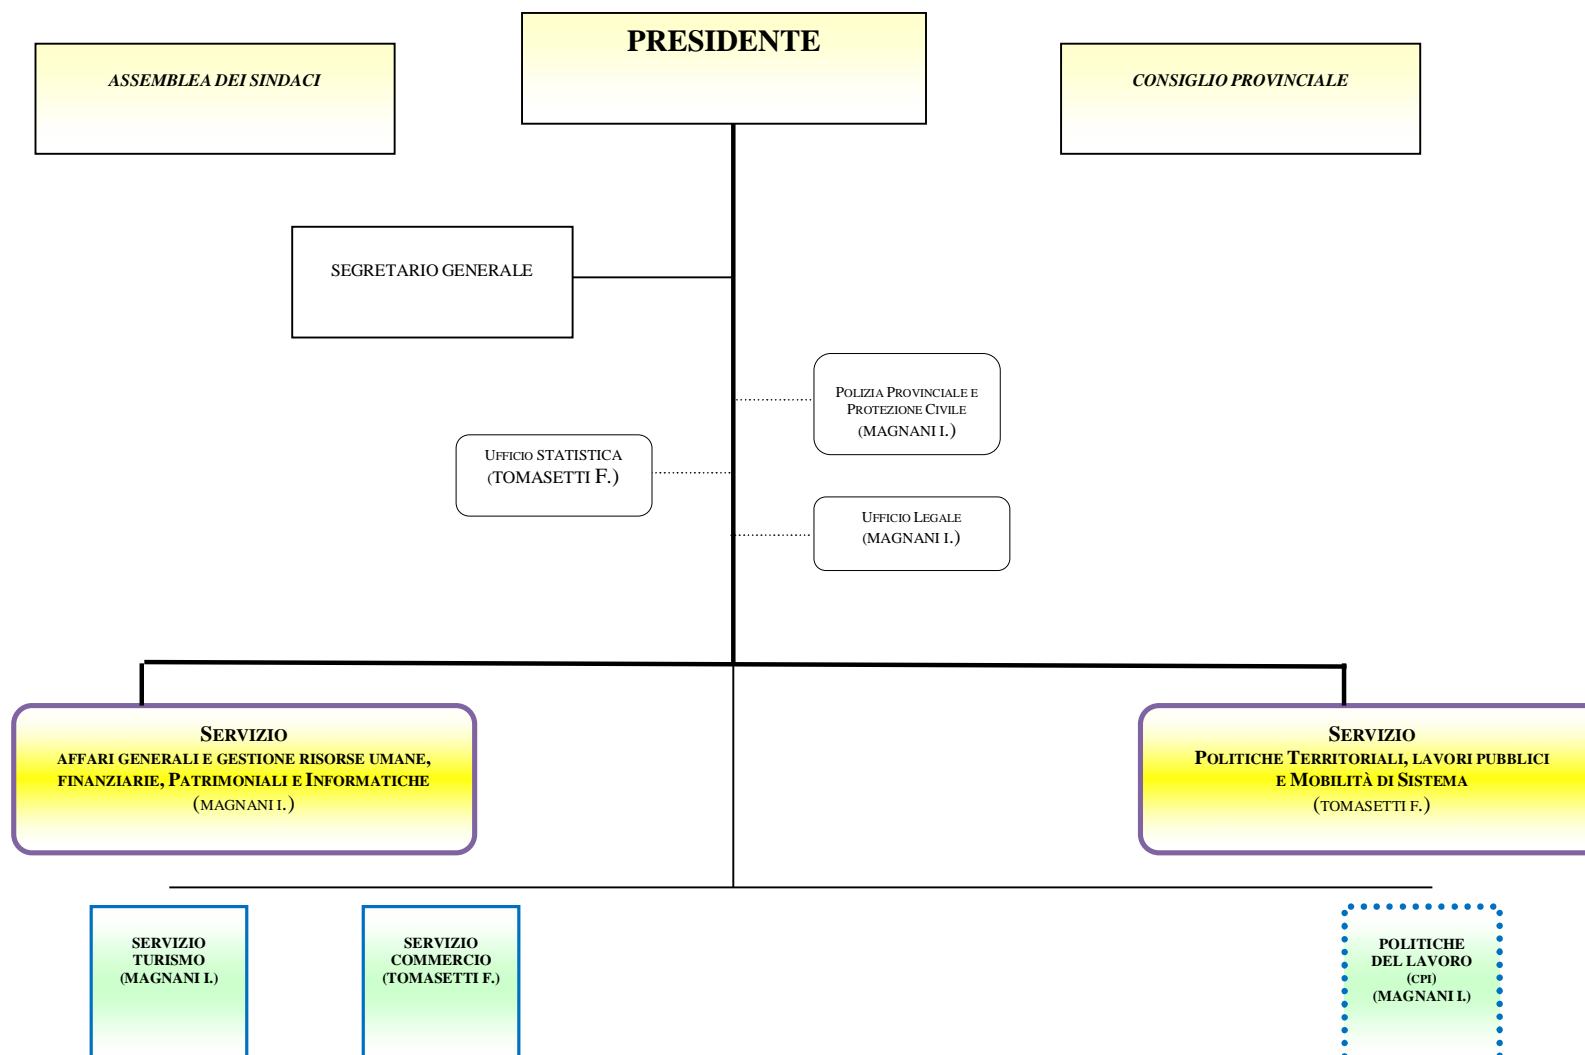 PRESIDENTE
ASSEMBLEA DEI SINDACI
CONSIGLIO PROVINCIALE
SEGRETARIO GENERALE
POLIZIA PROVINCIALE E
PROTEZIONE CIVILE
(MAGNANI I.)
UFFICIO STATISTICA
(TOMASETTI F.)
UFFICIO LEGALE
(MAGNANI I.)
SERVIZIO
AFFARI GENERALI E GESTIONE RISORSE UMANE,
FINANZIARIE, PATRIMONIALI E INFORMATICHE
(MAGNANI I.)
SERVIZIO
POLITICHE TERRITORIALI, LAVORI PUBBLICI
E MOBILITÀ DI SISTEMA
(TOMASETTI F.)
SERVIZIO
TURISMO
(MAGNANI I.)
SERVIZIO
COMMERCIO
(TOMASETTI F.)
POLITICHE
DEL LAVORO
(CPI)
(MAGNANI I.)